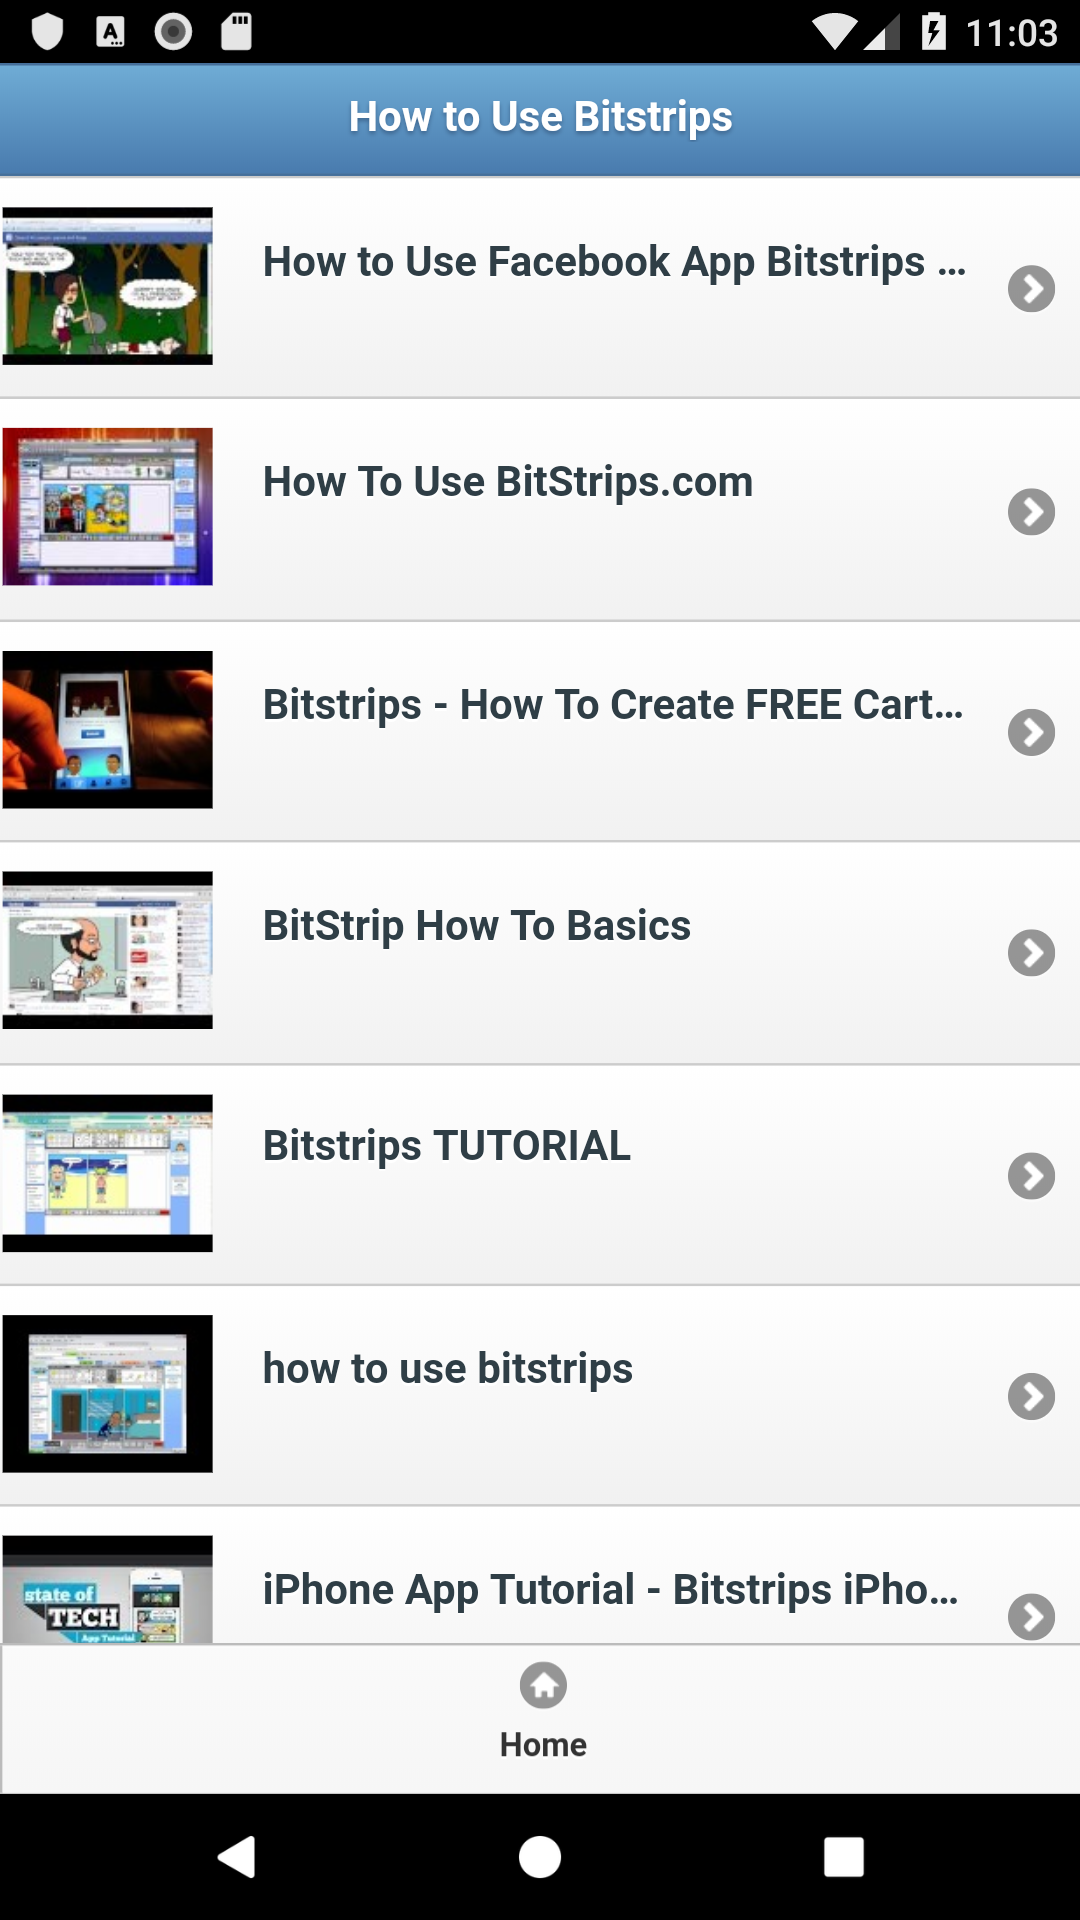 11:03
How to Use Bitstrips
How to Use Facebook App Bitstrips ...
How To Use BitStrips.com
Bitstrips - How To Create FREE Cart...
BitStrip How To Basics
Bitstrips TUTORIAL
how to use bitstrips
state of
TECH
App Tutorial
iPhone App Tutorial - Bitstrips iPho...
Home